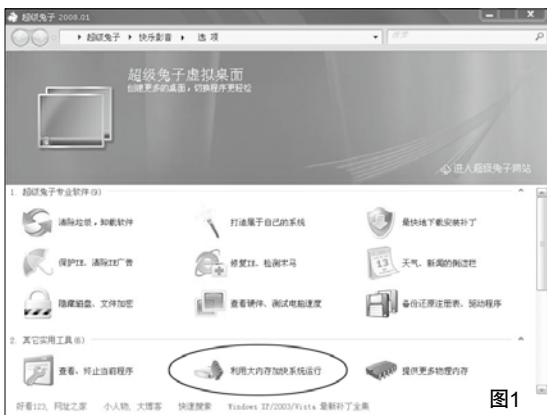 超级兔子 2008.01
超级兔子 ▸ 快乐影音 ▸ 选 项
搜索
超级兔子虚拟桌面
创建更多的桌面，切换程序更轻松
进入超级兔子网站
1. 超级兔子专业软件(9)
清除垃圾，卸载软件
打造属于自己的系统
最快地下载安装补丁
保护IE、清除IE广告
修复IE、检测木马
天气、新闻的侧边栏
隐藏磁盘、文件加密
查看硬件、测试电脑速度
备份还原注册表、驱动程序
2. 其它实用工具(6)
查看、终止当前程序
利用大内存加快系统运行
提供更多物理内存
好看123, 网址之家
小人物, 大博客
快速搜索
Windows XP/2003/Vista 最新补丁全集
图1